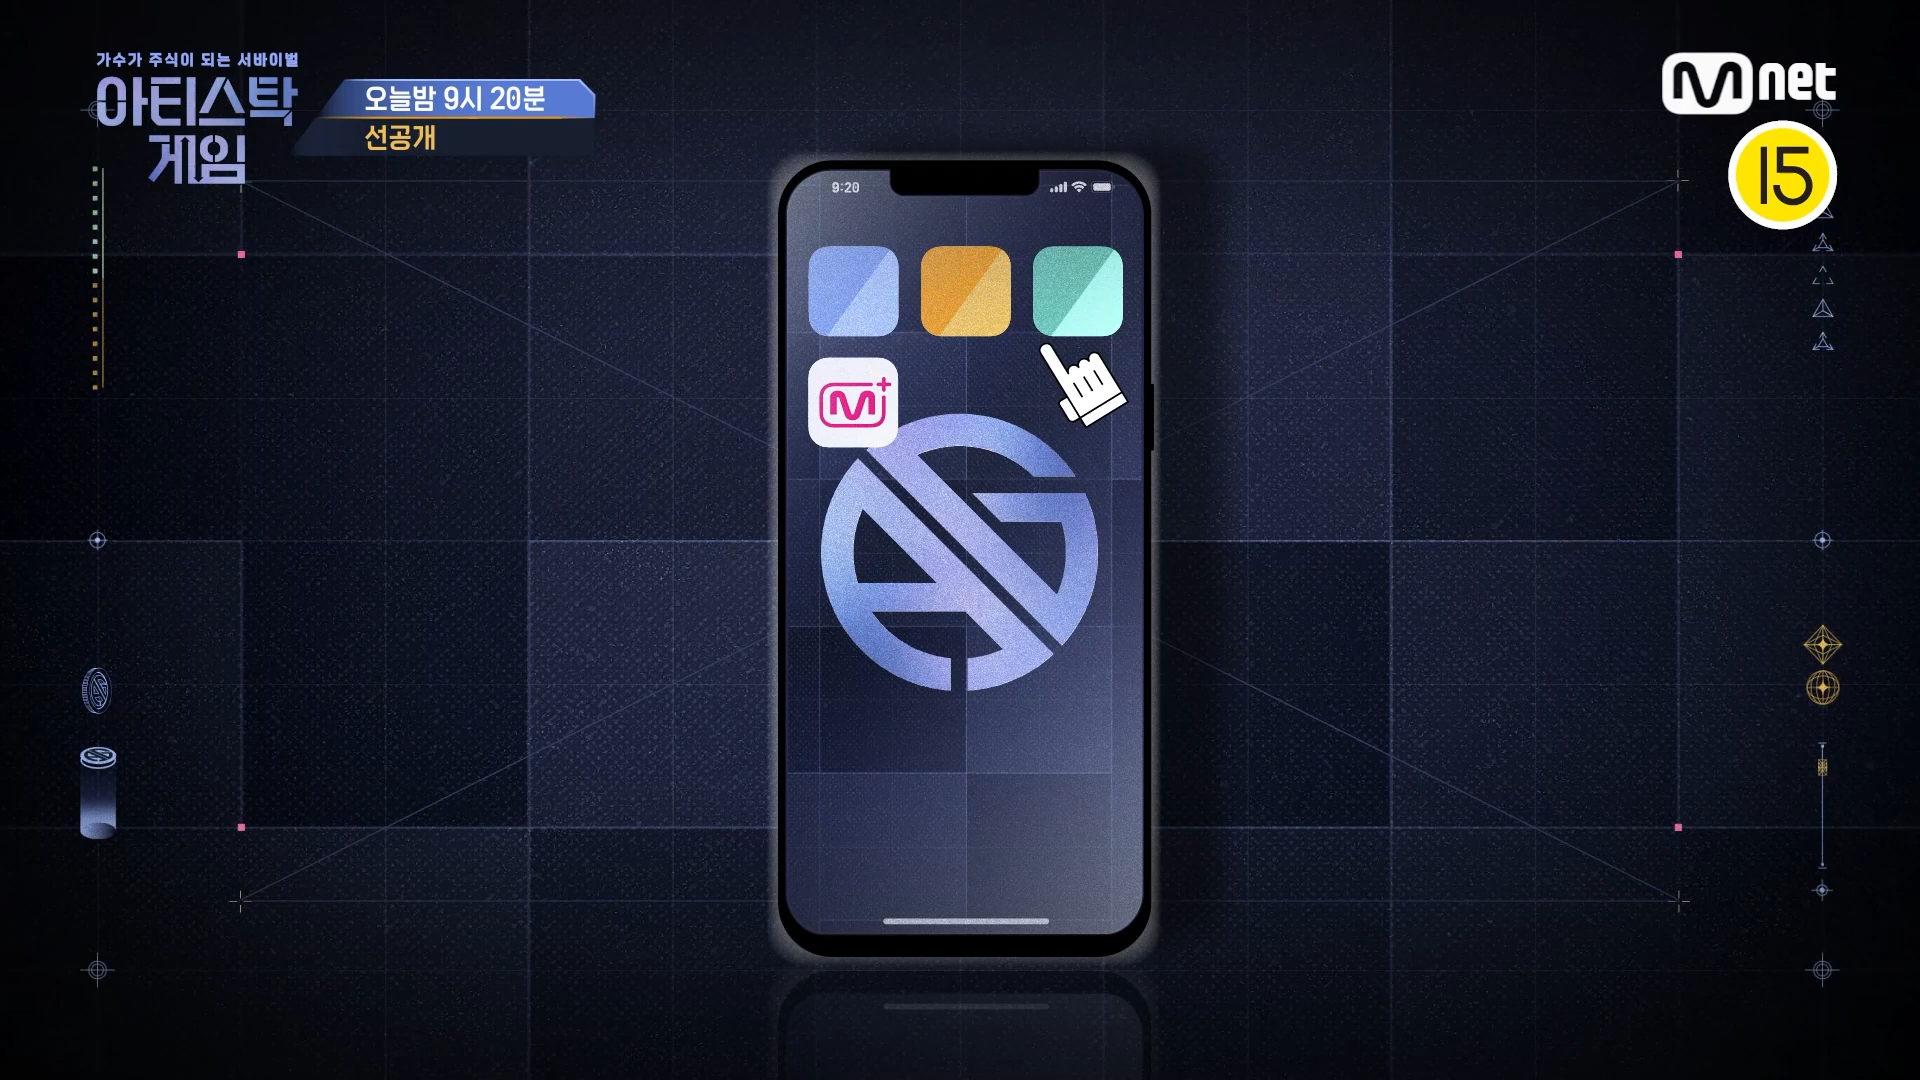 가수가 주식이 되는 서바이벌
아티스탁
게임
오늘밤 9시 20분
선공개
Mnet
15
9:20
M+